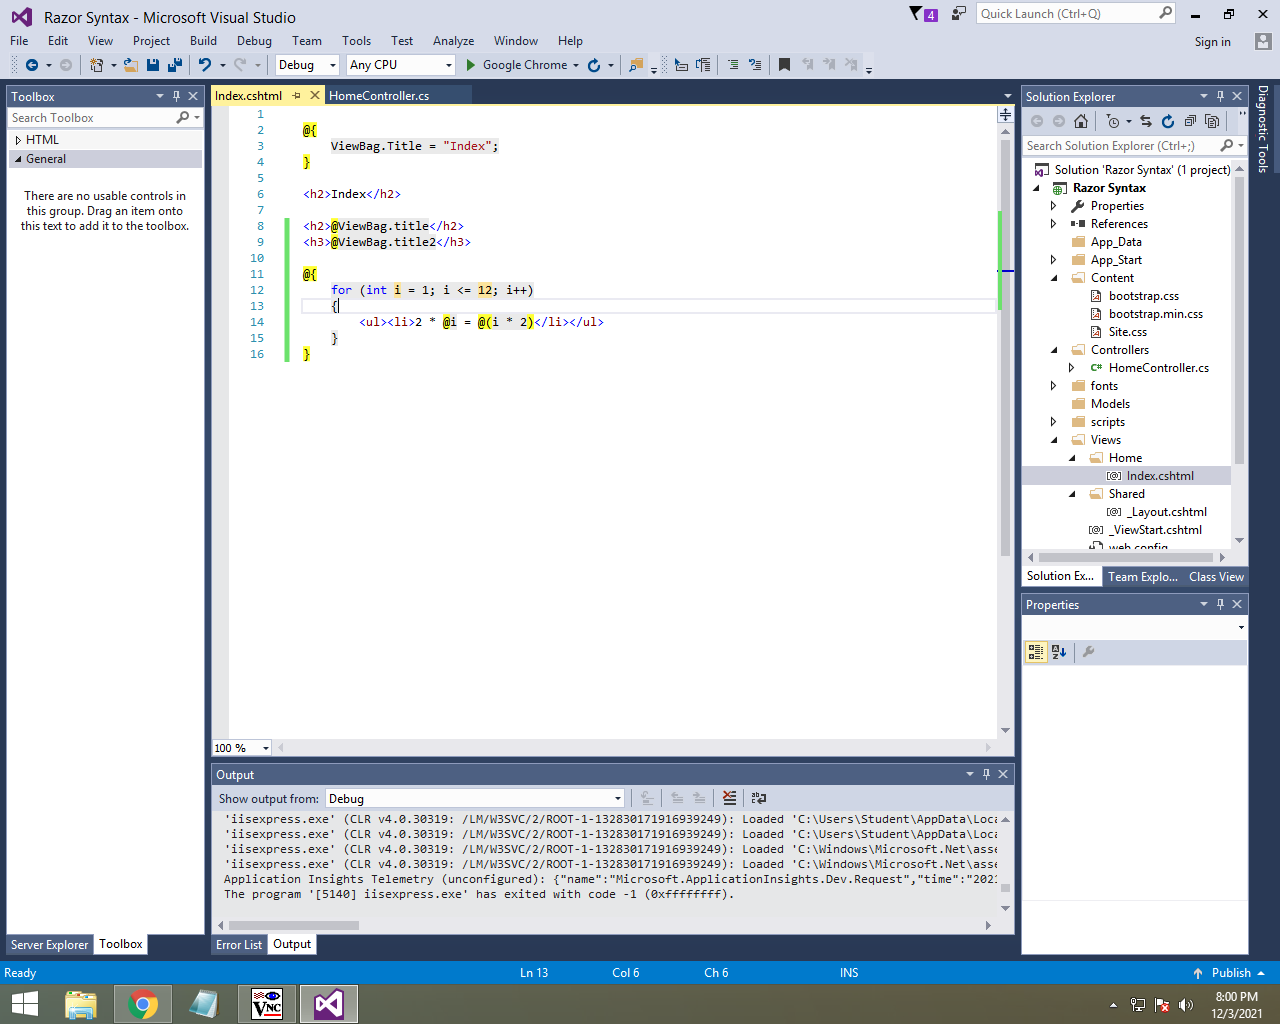 Razor Syntax - Microsoft Visual Studio
4
Quick Launch (Ctrl+Q)
File Edit View Project Build Debug Team Tools Test Analyze Window Help
Sign in
Debug Any CPU Google Chrome
Toolbox
Search Toolbox
HTML
General
There are no usable controls in
this group. Drag an item onto
this text to add it to the toolbox.
Server Explorer Toolbox
Index.cshtml HomeController.cs
1
2 @{
3 ViewBag.Title = "Index";
4 }
5
6 <h2>Index</h2>
7
8 <h2>@ViewBag.title</h2>
9 <h3>@ViewBag.title2</h3>
10
11 @{
12 for (int i = 1; i <= 12; i++)
13 {
14 <ul><li>2 * @i = @(i * 2)</li></ul>
15 }
16 }
100 %
Output
Show output from: Debug
'iisexpress.exe' (CLR v4.0.30319: /LM/W3SVC/2/ROOT-1-132830171916939249): Loaded 'C:\Users\Student\AppData\Loca
'iisexpress.exe' (CLR v4.0.30319: /LM/W3SVC/2/ROOT-1-132830171916939249): Loaded 'C:\Users\Student\AppData\Loca
'iisexpress.exe' (CLR v4.0.30319: /LM/W3SVC/2/ROOT-1-132830171916939249): Loaded 'C:\Windows\Microsoft.Net\asse
'iisexpress.exe' (CLR v4.0.30319: /LM/W3SVC/2/ROOT-1-132830171916939249): Loaded 'C:\Windows\Microsoft.Net\asse
Application Insights Telemetry (unconfigured): {"name":"Microsoft.ApplicationInsights.Dev.Request","time":"2021
The program '[5140] iisexpress.exe' has exited with code -1 (0xffffffff).
Error List Output
Solution Explorer
Search Solution Explorer (Ctrl+;)
Solution 'Razor Syntax' (1 project)
Razor Syntax
Properties
References
App_Data
App_Start
Content
bootstrap.css
bootstrap.min.css
Site.css
Controllers
C# HomeController.cs
fonts
Models
scripts
Views
Home
[@] Index.cshtml
Shared
[@] _Layout.cshtml
[@] _ViewStart.cshtml
web.config
Solution Ex... Team Explo... Class View
Properties
Diagnostic Tools
Ready Ln 13 Col 6 Ch 6 INS Publish
VNC
8:00 PM
12/3/2021